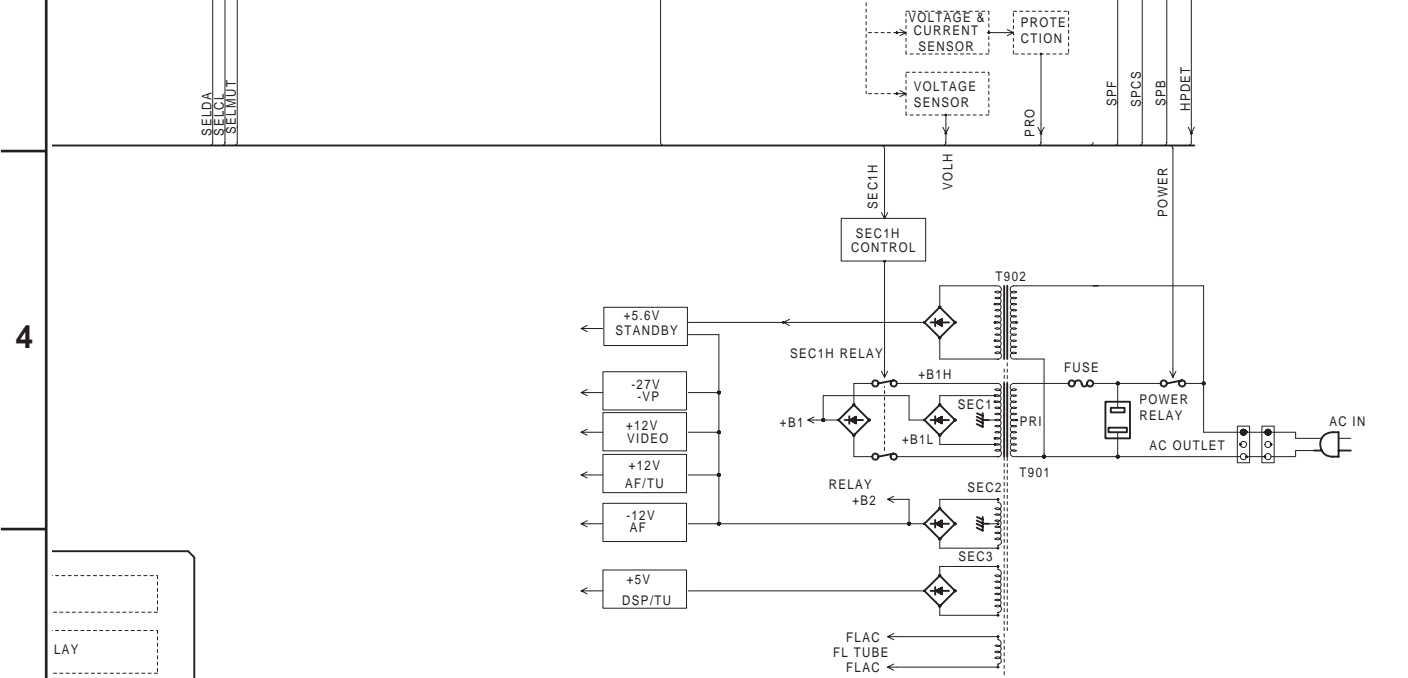 VOLTAGE &
CURRENT
SENSOR
PROTE
CTION
VOLTAGE
SENSOR
SELDA
SELCL
SELMUT
PRO
SPF
SPCS
SPB
HPDET
SEC1H
VOLH
POWER
SEC1H
CONTROL
T902
4
+5.6V
STANDBY
SEC1H RELAY
+B1H
FUSE
-27V
-VP
SEC1
POWER
RELAY
+B1
+B1L
PRI
AC IN
+12V
VIDEO
AC OUTLET
+12V
AF/TU
T901
RELAY
+B2
SEC2
-12V
AF
SEC3
+5V
DSP/TU
FLAC
FL TUBE
FLAC
LAY